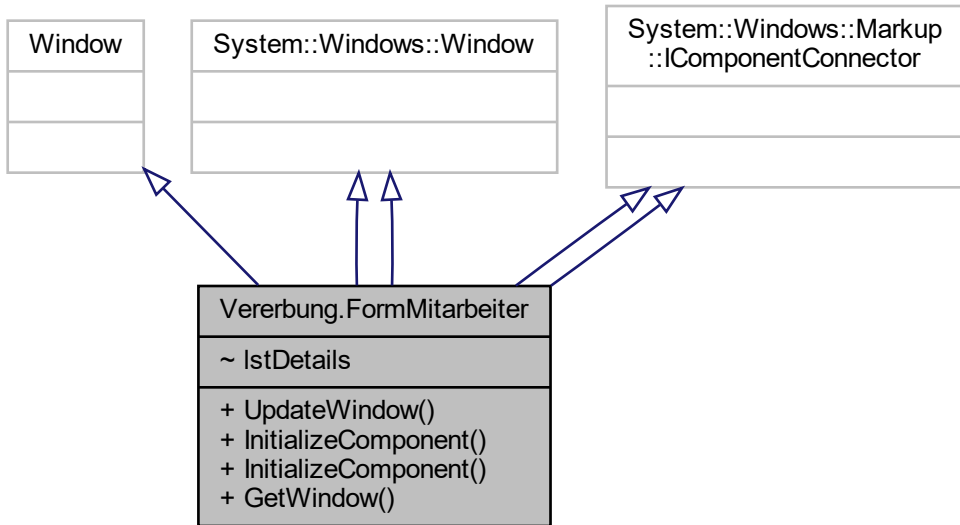 Window
System::Windows::Window
System::Windows::Markup
::IComponentConnector
Vererbung.FormMitarbeiter
~ lstDetails
+ UpdateWindow()
+ InitializeComponent()
+ InitializeComponent()
+ GetWindow()